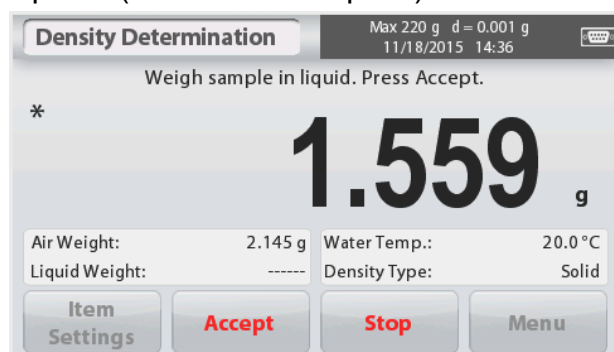 Density Determination
Max 220 g d = 0.001 g
11/18/2015 14:36
Weigh sample in liquid. Press Accept.
*
1.559 g
Air Weight: 2.145 g Water Temp.: 20.0 °C
Liquid Weight: ------ Density Type: Solid
Item Settings Accept Stop Menu